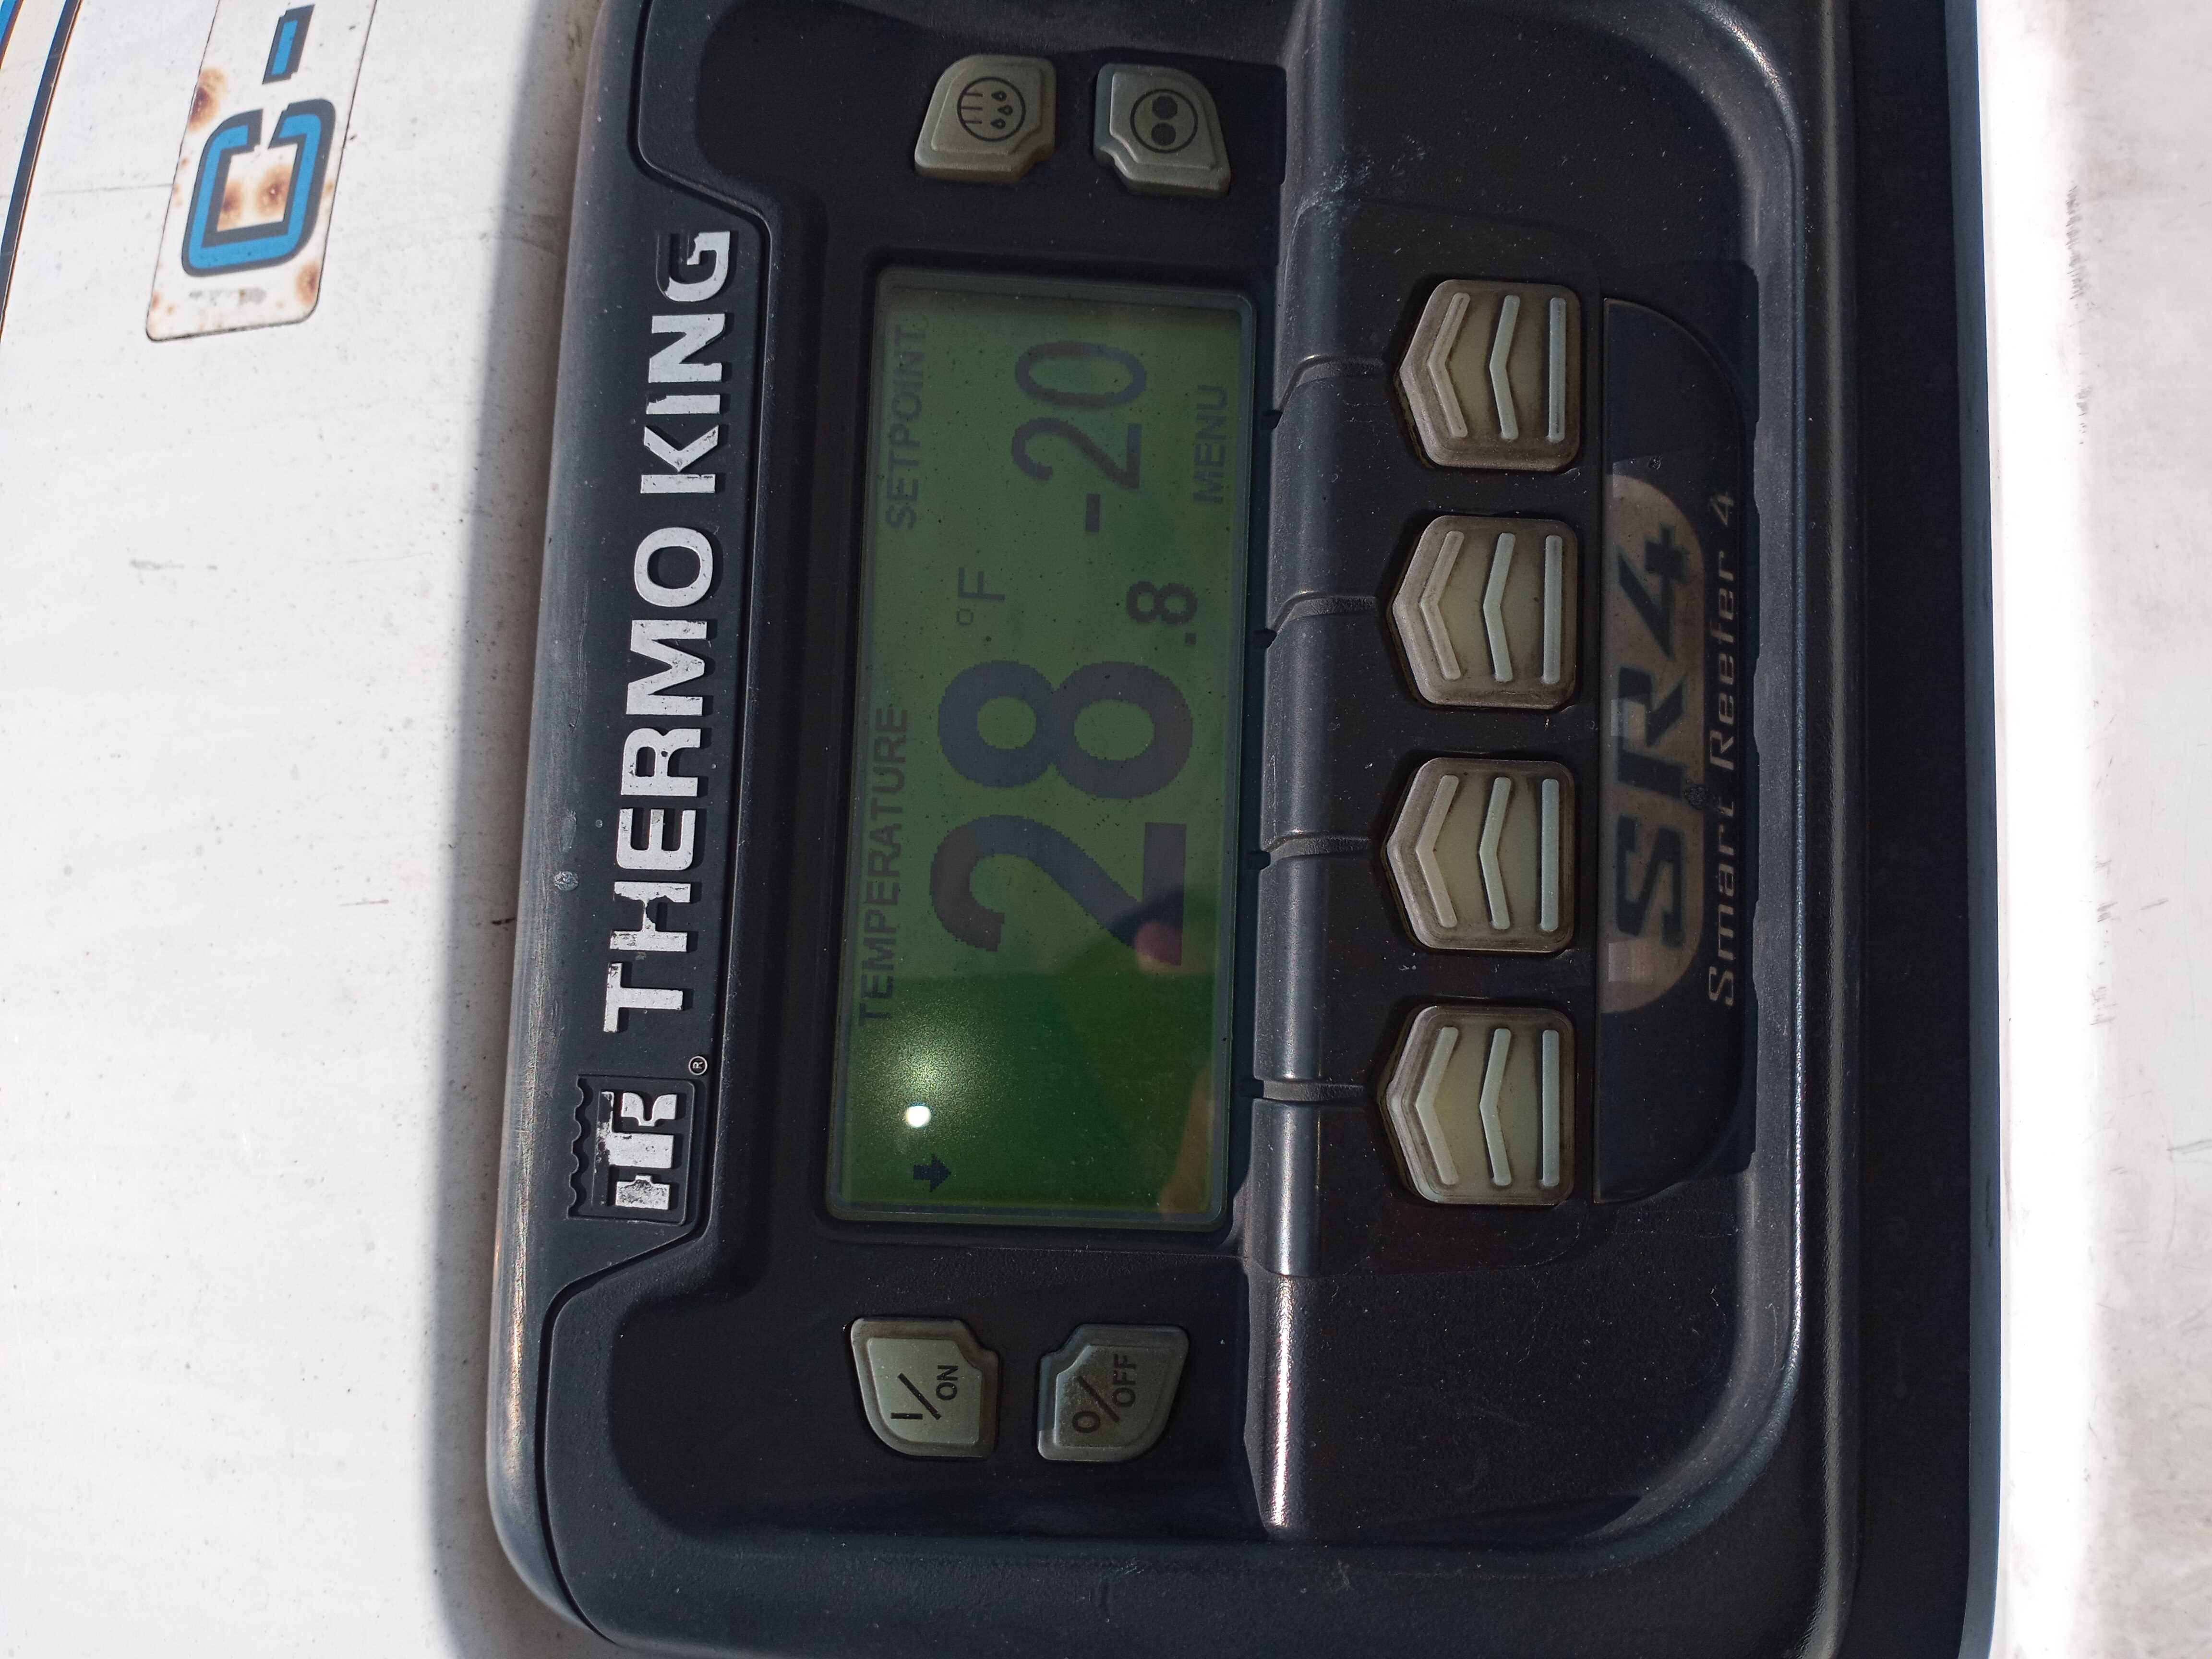 C-
TK
® THERMO KING
I/ON
O/OFF
TEMPERATURE SETPOINT
28.8 °F -20
MENU
SR4
Smart Reefer 4